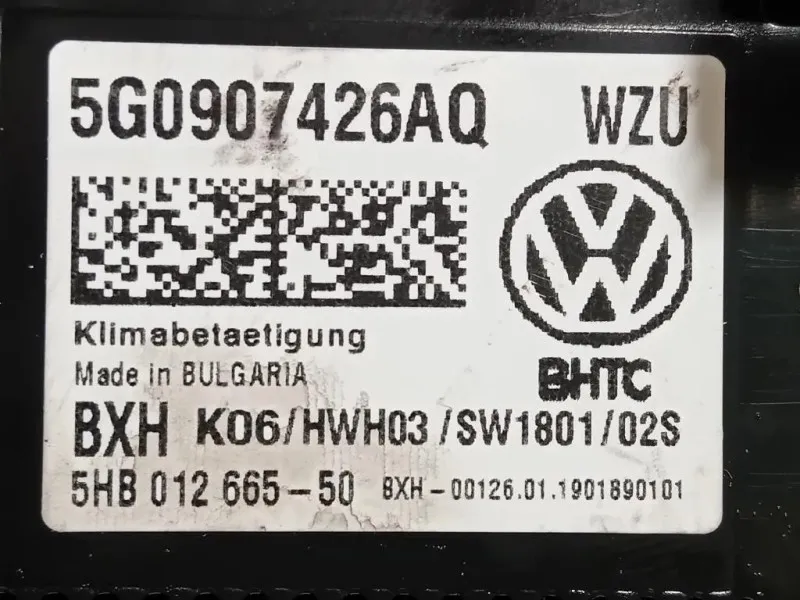 5G0907426AQ WZU
Klimabetaetigung
Made in BULGARIA
BHTC
BXH K06/HWH03/SW1801/02S
5HB 012 665-50 BXH-00126.01.1901890101